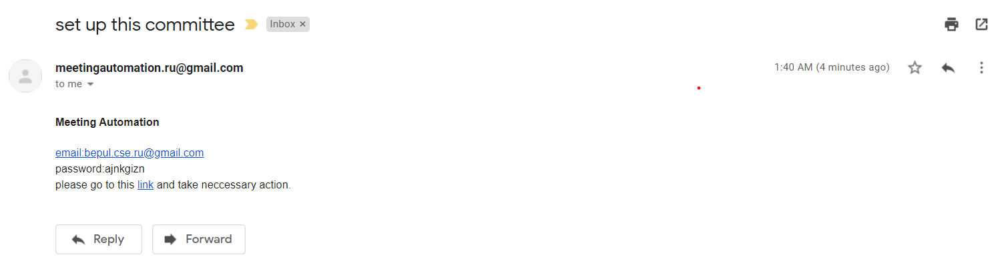 set up this committee
Inbox ×
meetingautomation.ru@gmail.com
1:40 AM (4 minutes ago)
to me
Meeting Automation
email:bepul.cse.ru@gmail.com
password:ajnkgizn
please go to this link and take neccessary action.
Reply
Forward